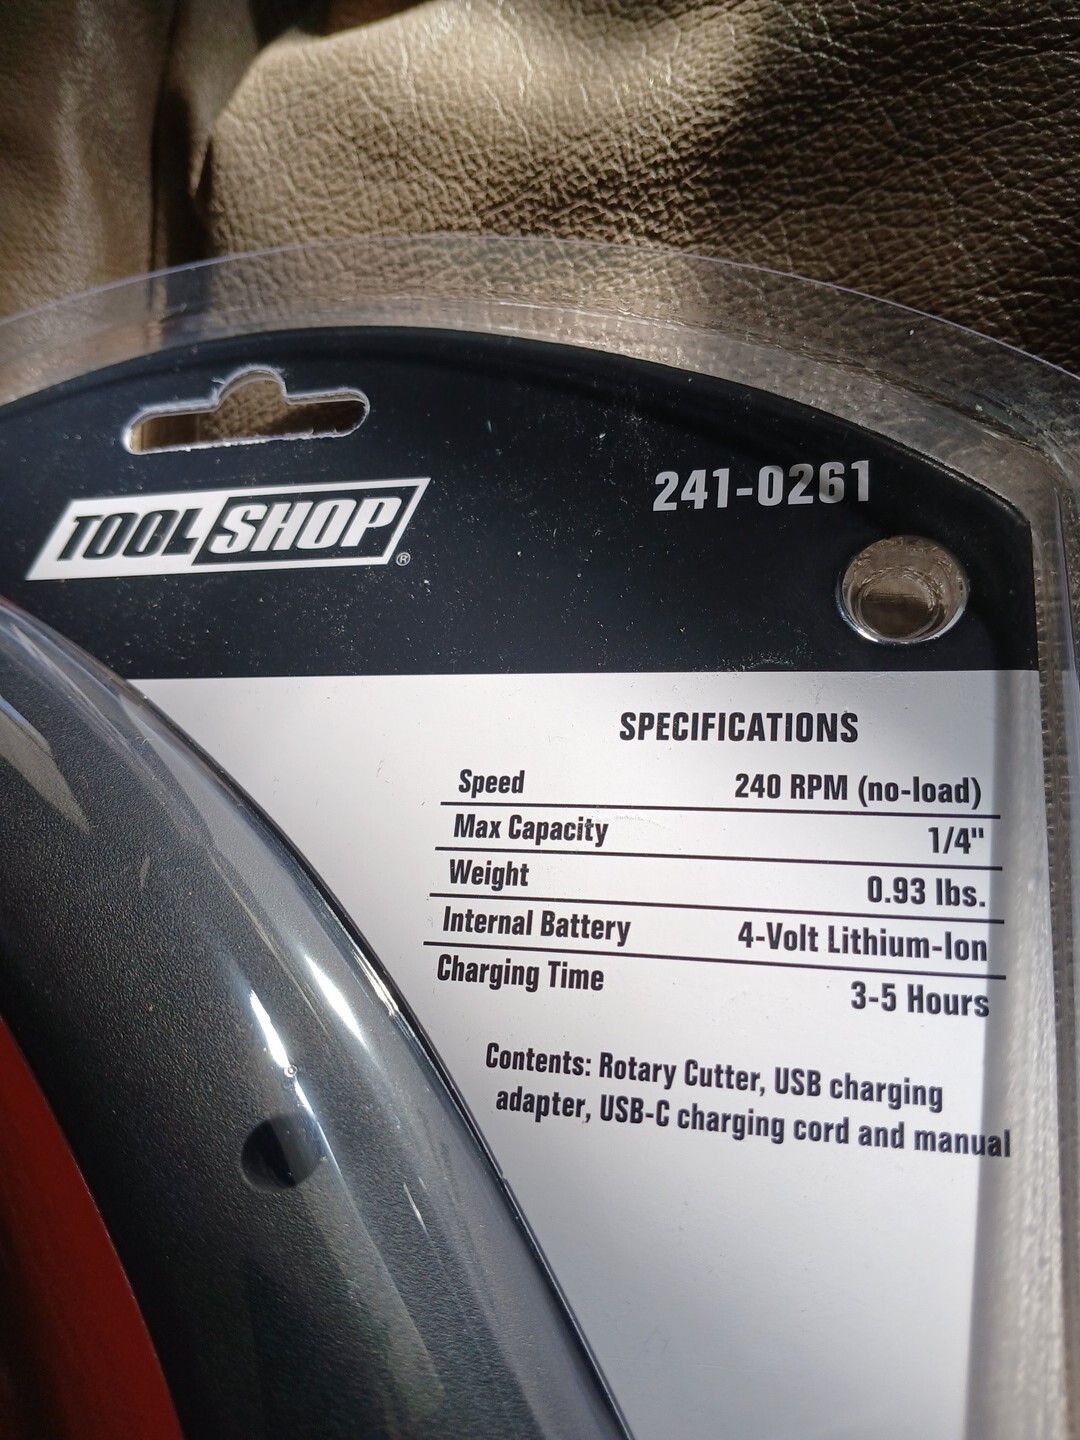 TOOL SHOP®
241-0261
SPECIFICATIONS
Speed 240 RPM (no-load)
Max Capacity 1/4"
Weight 0.93 lbs.
Internal Battery 4-Volt Lithium-Ion
Charging Time 3-5 Hours
Contents: Rotary Cutter, USB charging
adapter, USB-C charging cord and manual